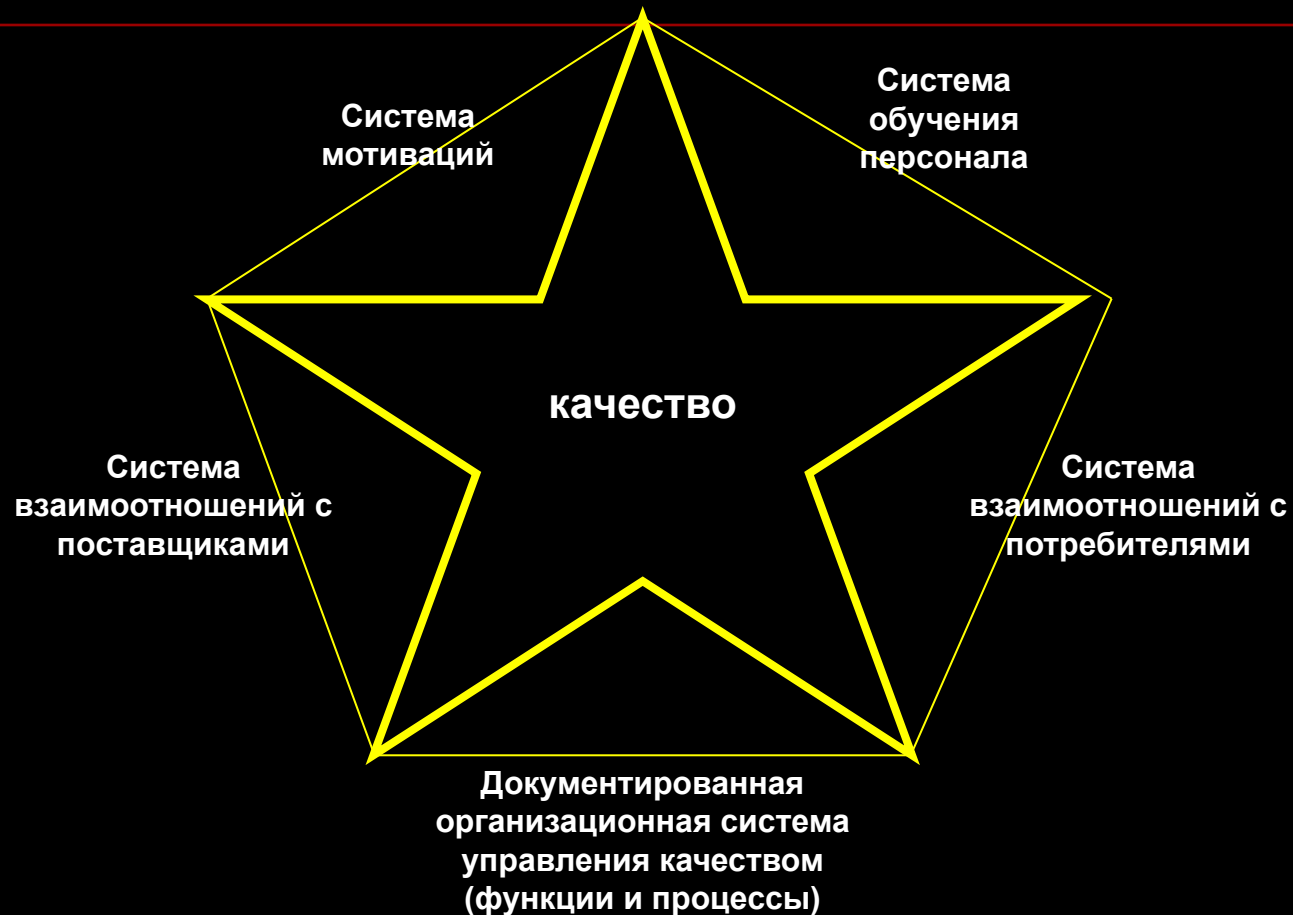 Система
мотиваций
Система
обучения
персонала
качество
Система
взаимоотношений с
поставщиками
Система
взаимоотношений с
потребителями
Документированная
организационная система
управления качеством
(функции и процессы)